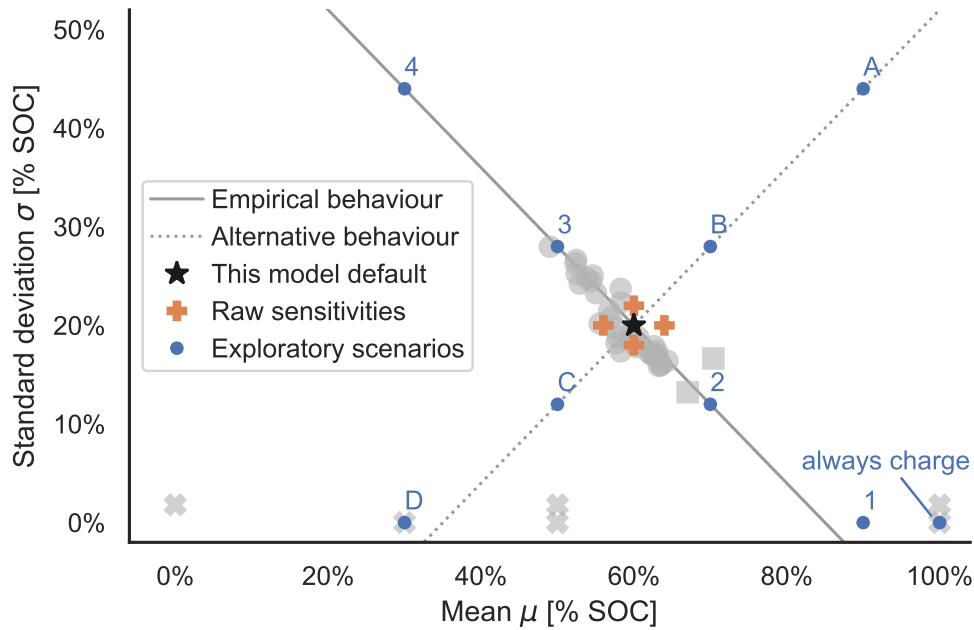 50%
40%
30%
20%
10%
0%
Standard deviation σ [% SOC]
4
A
3
B
Empirical behaviour
Alternative behaviour
This model default
Raw sensitivities
Exploratory scenarios
C
2
always charge
D
1
0%
20%
40%
60%
80%
100%
Mean μ [% SOC]